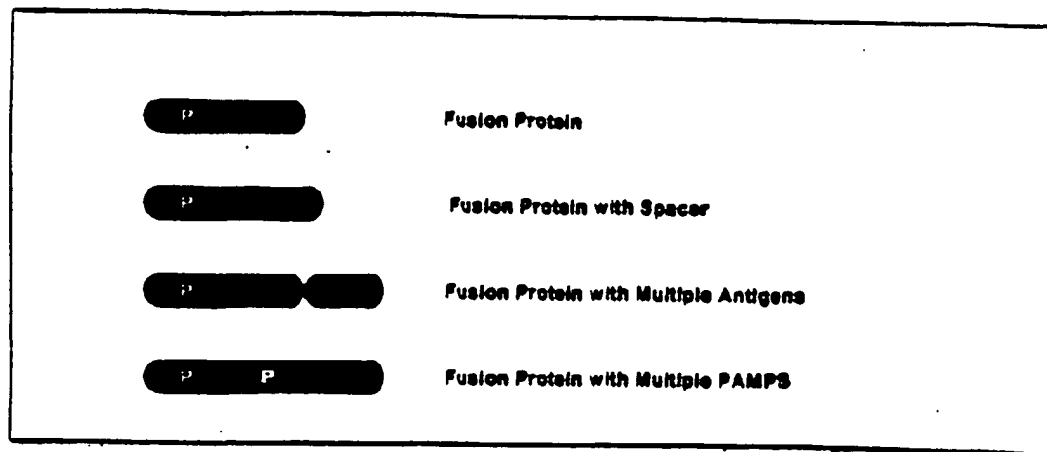 P Fusion Protein
P Fusion Protein with Spacer
P Fusion Protein with Multiple Antigens
P P Fusion Protein with Multiple PAMPS